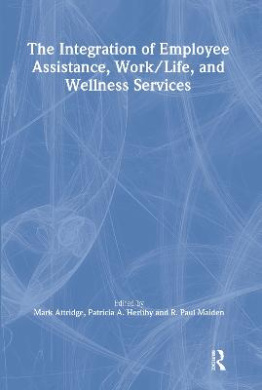 The Integration of Employee
Assistance, Work/Life, and
Wellness Services
Edited by
Mark Attridge, Patricia A. Herlihy and R. Paul Maiden